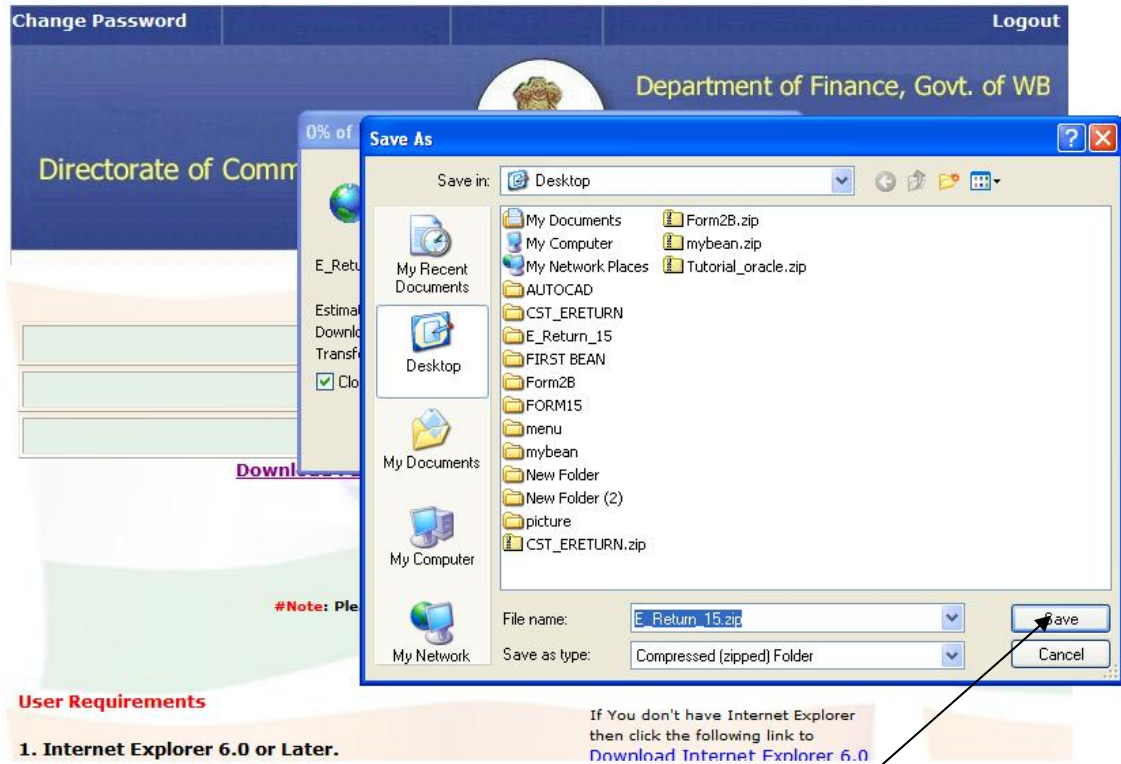 Change Password
Logout
Department of Finance, Govt. of WB
Directorate of Comm
0% of
Save As
Save in:
Desktop
My Recent
Documents
Desktop
My Documents
My Computer
My Network
My Documents
My Computer
My Network Places
AUTOCAD
CST_ERETURN
E_Return_15
FIRST BEAN
Form2B
FORM15
menu
mybean
New Folder
New Folder (2)
picture
CST_ERETURN.zip
Form2B.zip
mybean.zip
Tutorial_oracle.zip
File name:
E_Return_15.zip
Save
Save as type:
Compressed (zipped) Folder
Cancel
E_Retu
Estimat
Downlo
Transf
Clo
Downl
#Note: Ple
User Requirements
1. Internet Explorer 6.0 or Later.
If You don't have Internet Explorer
then click the following link to
Download Internet Explorer 6.0